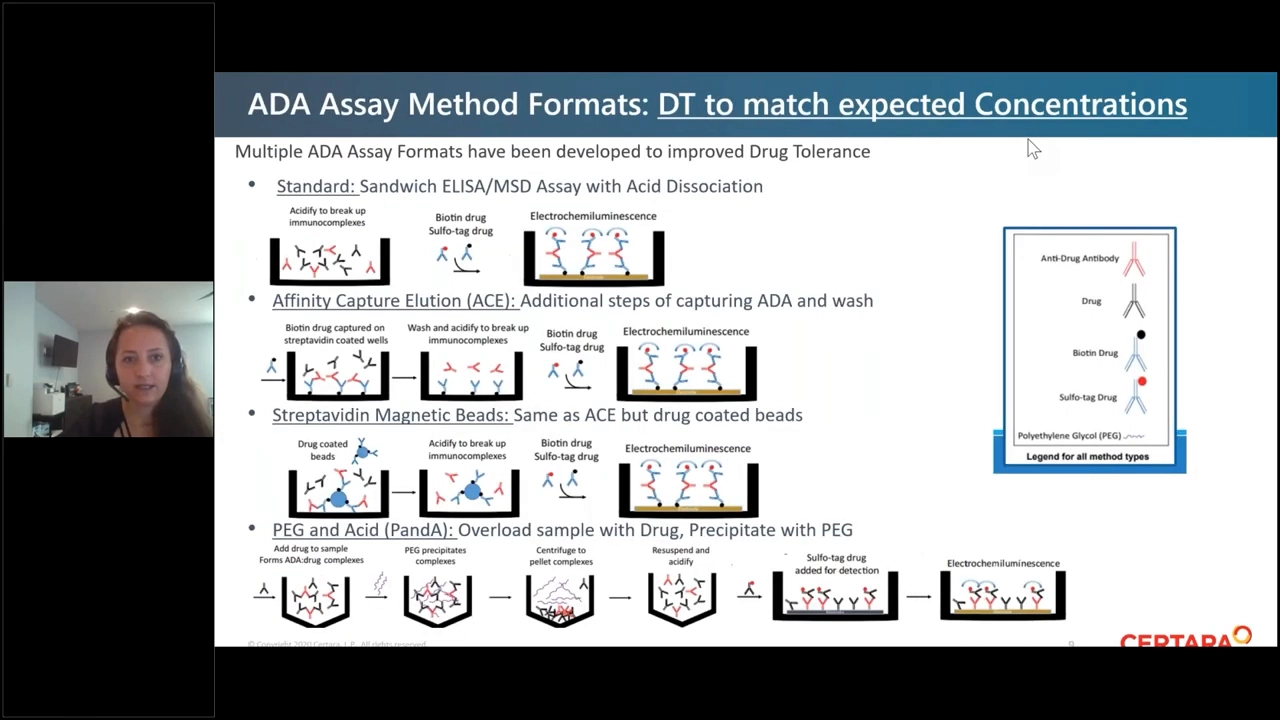 ADA Assay Method Formats: DT to match expected Concentrations
Multiple ADA Assay Formats have been developed to improved Drug Tolerance
• Standard: Sandwich ELISA/MSD Assay with Acid Dissociation
Acidify to break up
immunocomplexes
Biotin drug
Sulfo-tag drug
Electrochemiluminescence
• Affinity Capture Elution (ACE): Additional steps of capturing ADA and wash
Biotin drug captured on
streptavidin coated wells
Wash and acidify to break up
immunocomplexes
Biotin drug
Sulfo-tag drug
Electrochemiluminescence
• Streptavidin Magnetic Beads: Same as ACE but drug coated beads
Drug coated
beads
Acidify to break up
immunocomplexes
Biotin drug
Sulfo-tag drug
Electrochemiluminescence
• PEG and Acid (PandA): Overload sample with Drug, Precipitate with PEG
Add drug to sample
Forms ADA:drug complexes
PEG precipitates
complexes
Centrifuge to
pellet complexes
Resuspend and
acidify
Sulfo-tag drug
added for detection
Electrochemiluminescence
Anti-Drug Antibody
Drug
Biotin Drug
Sulfo-tag Drug
Polyethylene Glycol (PEG)
Legend for all method types
© Copyright 2020 Certara, L.P. All rights reserved.
9
CERTARA